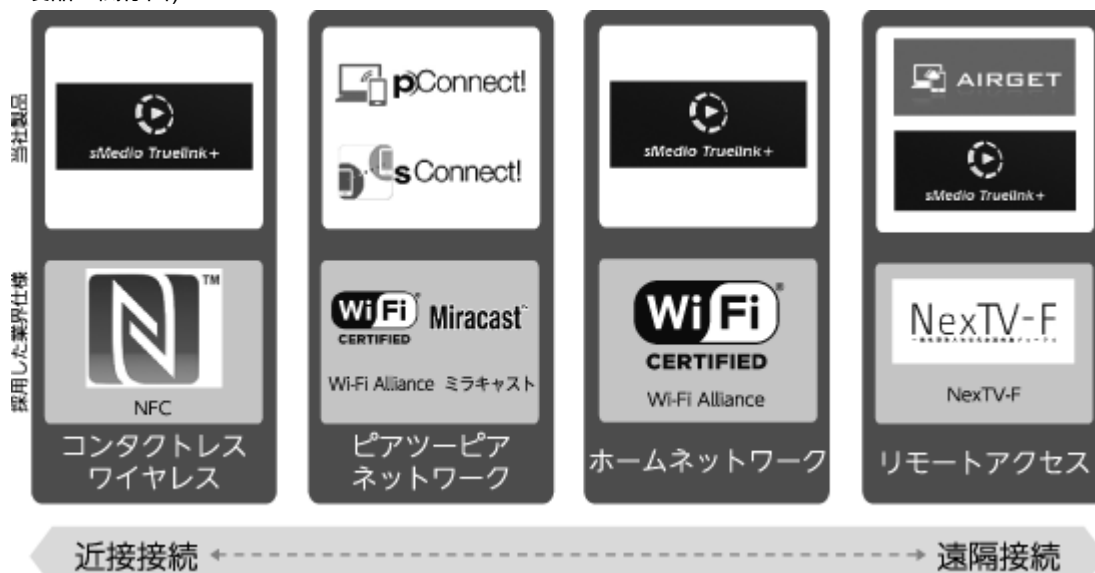 当社製品
sMedio Truelink+
pConnect!
sConnect!
sMedio Truelink+
AIRGET
sMedio Truelink+
採用した業界仕様
N
TM
NFC
Wi Fi
CERTIFIED
Miracast
Wi-Fi Alliance ミラキャスト
Wi Fi
CERTIFIED
Wi-Fi Alliance
NexTV-F
NexTV-F
コンタクトレス
ワイヤレス
ピアツーピア
ネットワーク
ホームネットワーク
リモートアクセス
近接接続
遠隔接続